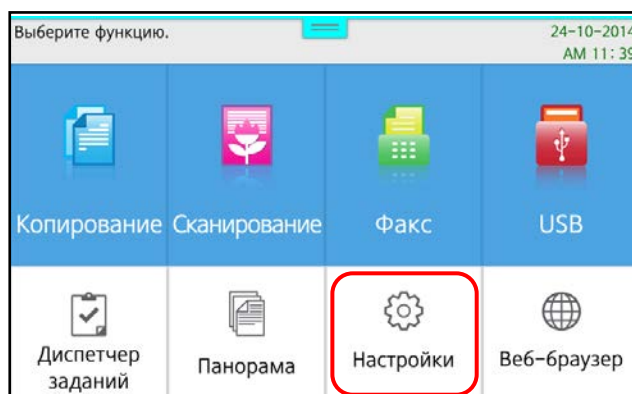 Выберите функцию.
24-10-2014
AM 11:39
Копирование
Сканирование
Факс
USB
Диспетчер
заданий
Панорама
Настройки
Веб-браузер